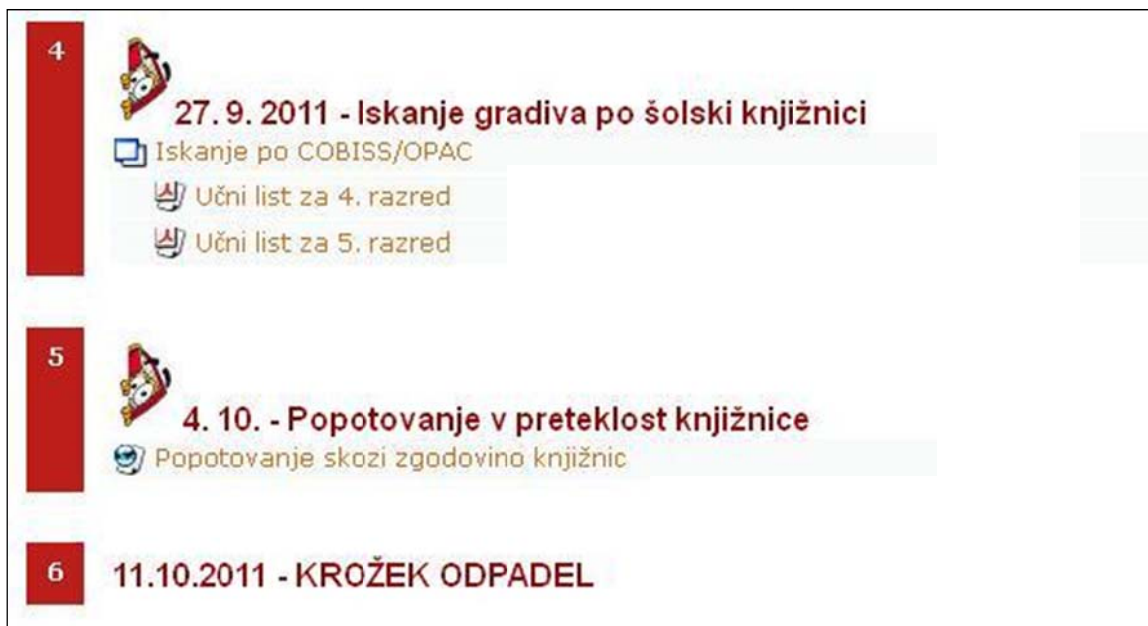 4
27. 9. 2011 - Iskanje gradiva po šolski knjižnici
Iskanje po COBISS/OPAC
Učni list za 4. razred
Učni list za 5. razred
5
4. 10. - Popotovanje v preteklost knjižnice
Popotovanje skozi zgodovino knjižnic
6
11.10.2011 - KROŽEK ODPADEL